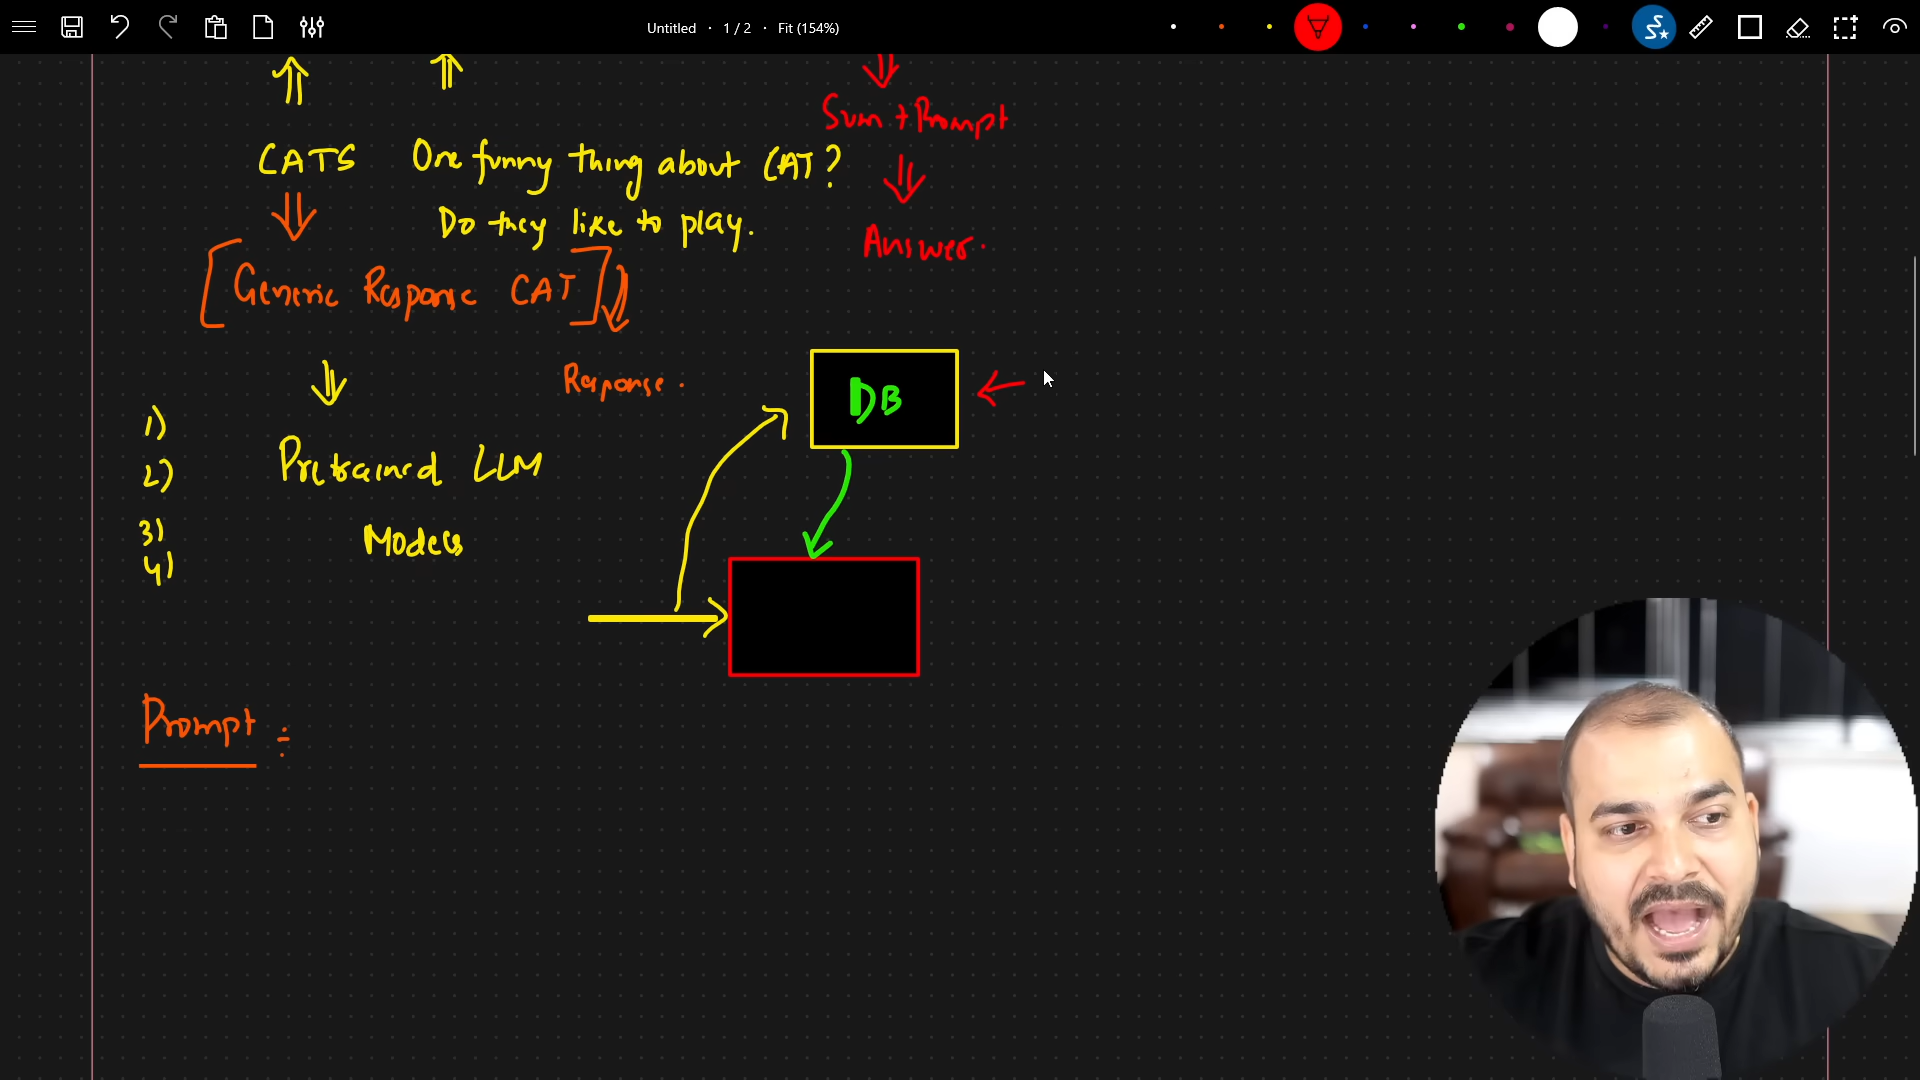 Untitled · 1 / 2 · Fit (154%)
Sum + Prompt
CATS One funny thing about CAT?
Do they like to play.
Answer.
[Generic Response CAT]
Response.
DB
1)
2)
3)
4)
Pretrained LLM
Models
Prompt :-